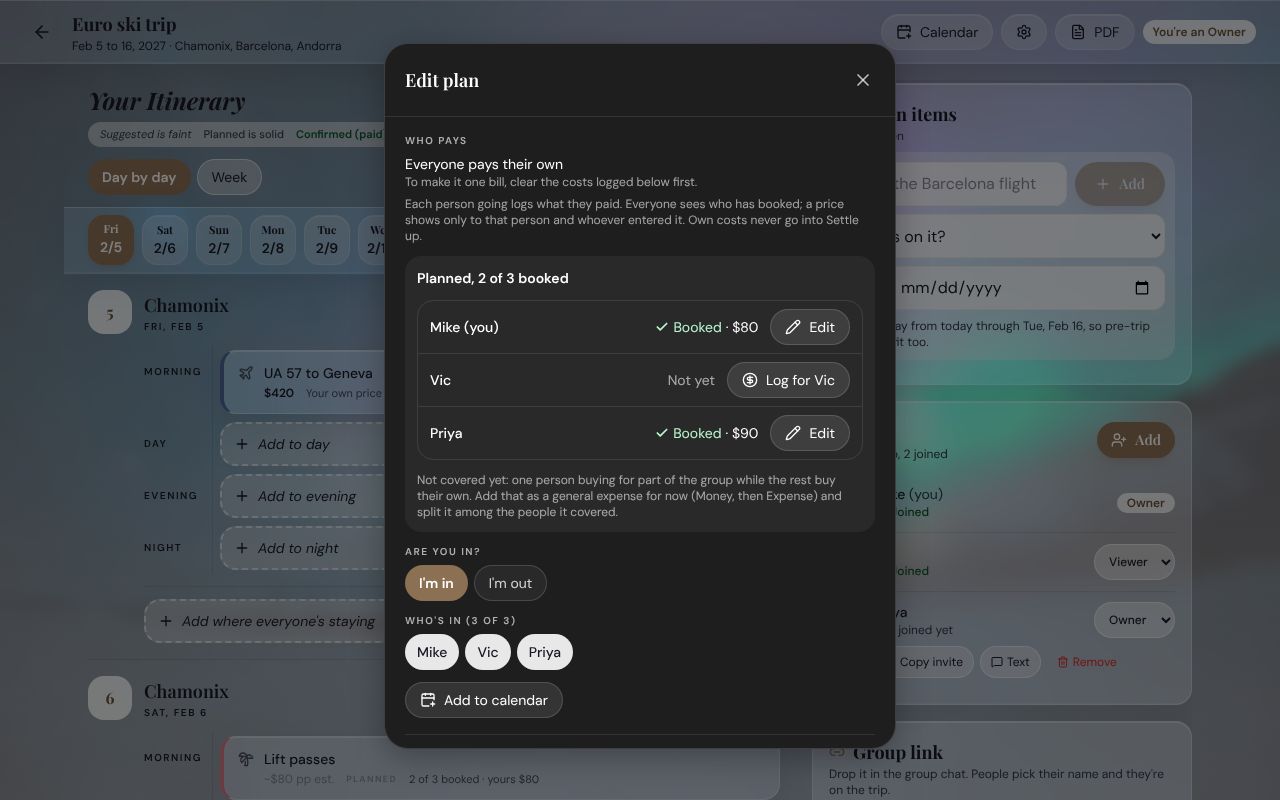 Euro ski trip
Feb 5 to 16, 2027 · Chamonix, Barcelona, Andorra
Calendar
PDF
You're an Owner
Your Itinerary
Suggested is faint Planned is solid Confirmed (paid
Day by day
Week
Fri 2/5
Sat 2/6
Sun 2/7
Mon 2/8
Tue 2/9
5
Chamonix
FRI, FEB 5
MORNING
UA 57 to Geneva
$420 Your own price
DAY
Add to day
EVENING
Add to evening
NIGHT
Add to night
Add where everyone's staying
6
Chamonix
SAT, FEB 6
MORNING
Lift passes
~$80 pp est. PLANNED 2 of 3 booked · yours $80
Edit plan
WHO PAYS
Everyone pays their own
To make it one bill, clear the costs logged below first.
Each person going logs what they paid. Everyone sees who has booked; a price
shows only to that person and whoever entered it. Own costs never go into Settle
up.
Planned, 2 of 3 booked
Mike (you) Booked · $80 Edit
Vic Not yet Log for Vic
Priya Booked · $90 Edit
Not covered yet: one person buying for part of the group while the rest buy
their own. Add that as a general expense for now (Money, then Expense) and
split it among the people it covered.
ARE YOU IN?
I'm in
I'm out
WHO'S IN (3 OF 3)
Mike
Vic
Priya
Add to calendar
items
the Barcelona flight
Add
on it?
mm/dd/yyyy
from today through Tue, Feb 16, so pre-trip
too.
2 joined
Add
(you)
Owner
Viewer
joined yet
Owner
Copy invite
Text
Remove
Group link
Drop it in the group chat. People pick their name and they're
on the trip.